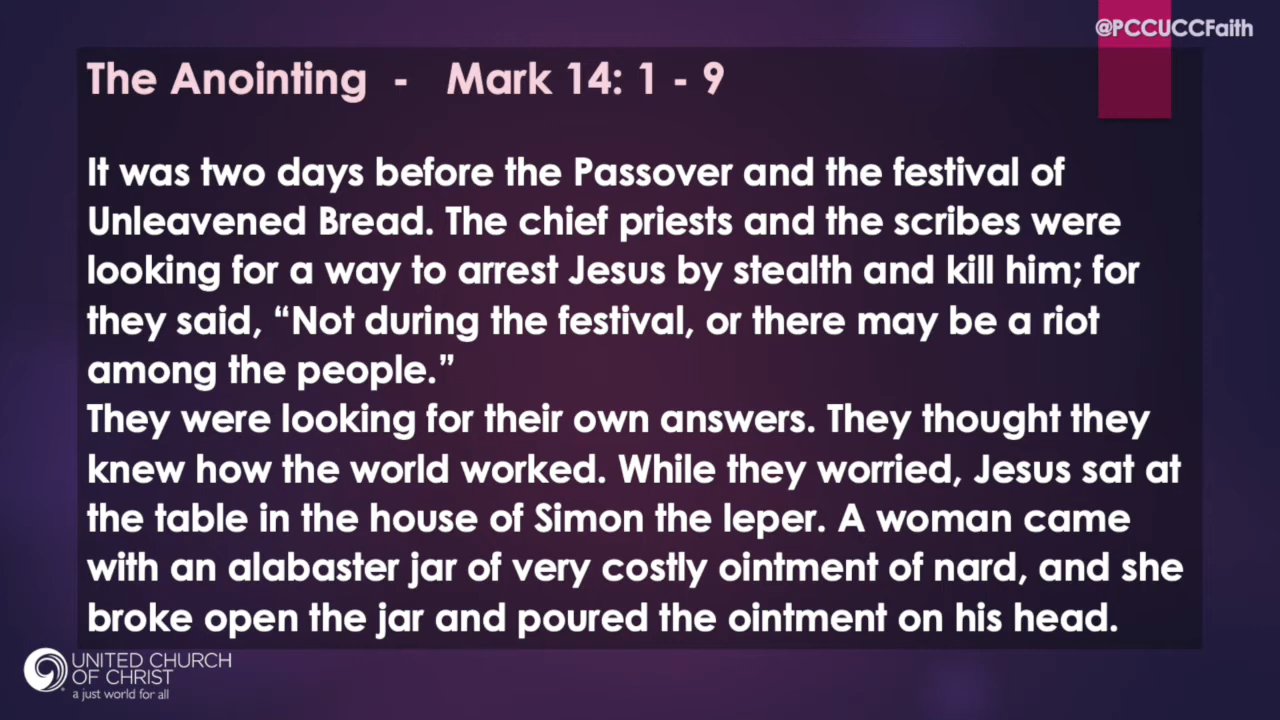 @PCCUCCFaith
The Anointing - Mark 14: 1 - 9
It was two days before the Passover and the festival of
Unleavened Bread. The chief priests and the scribes were
looking for a way to arrest Jesus by stealth and kill him; for
they said, “Not during the festival, or there may be a riot
among the people.”
They were looking for their own answers. They thought they
knew how the world worked. While they worried, Jesus sat at
the table in the house of Simon the leper. A woman came
with an alabaster jar of very costly ointment of nard, and she
broke open the jar and poured the ointment on his head.
UNITED CHURCH
OF CHRIST
a just world for all